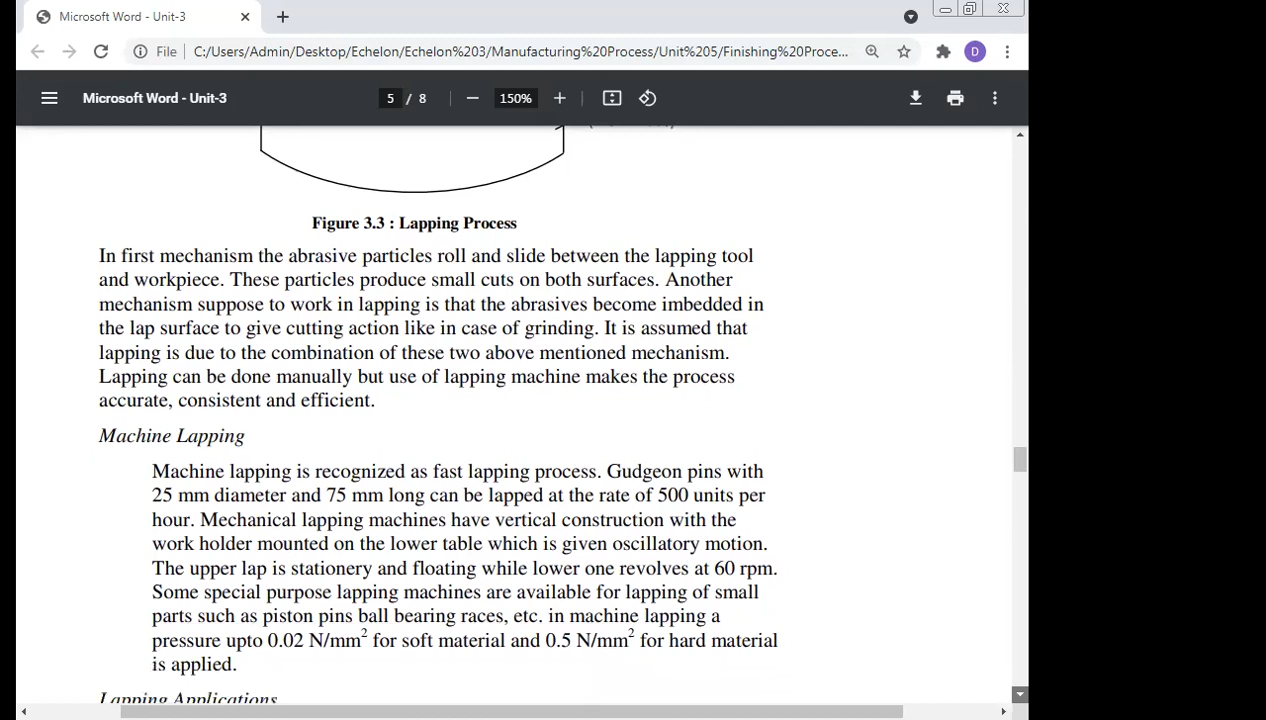 Microsoft Word - Unit-3
File
C:/Users/Admin/Desktop/Echelon/Echelon%203/Manufacturing%20Process/Unit%205/Finishing%20Proce...
D
Microsoft Word - Unit-3
5 / 8
150%
Figure 3.3 : Lapping Process
In first mechanism the abrasive particles roll and slide between the lapping tool
and workpiece. These particles produce small cuts on both surfaces. Another
mechanism suppose to work in lapping is that the abrasives become imbedded in
the lap surface to give cutting action like in case of grinding. It is assumed that
lapping is due to the combination of these two above mentioned mechanism.
Lapping can be done manually but use of lapping machine makes the process
accurate, consistent and efficient.
Machine Lapping
Machine lapping is recognized as fast lapping process. Gudgeon pins with
25 mm diameter and 75 mm long can be lapped at the rate of 500 units per
hour. Mechanical lapping machines have vertical construction with the
work holder mounted on the lower table which is given oscillatory motion.
The upper lap is stationery and floating while lower one revolves at 60 rpm.
Some special purpose lapping machines are available for lapping of small
parts such as piston pins ball bearing races, etc. in machine lapping a
pressure upto 0.02 N/mm² for soft material and 0.5 N/mm² for hard material
is applied.
Lapping Applications